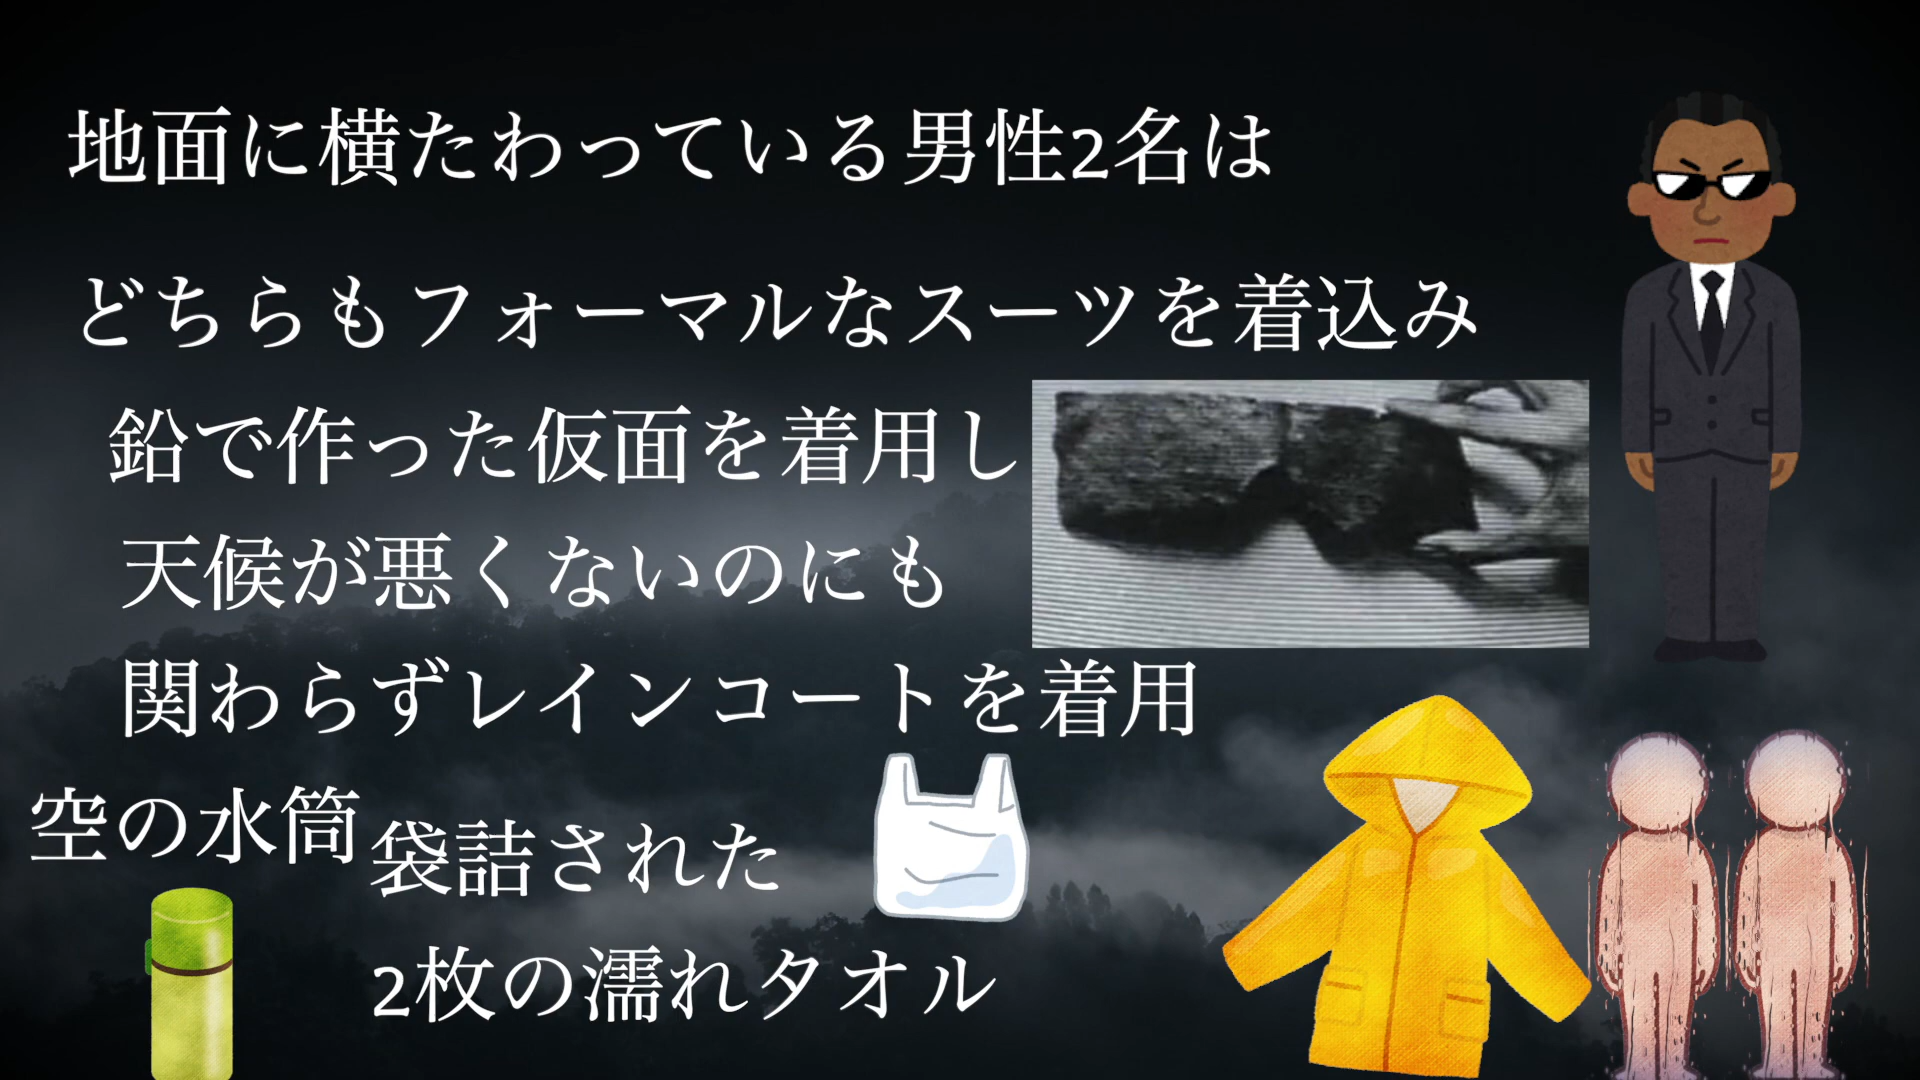 地面に横たわっている男性2名は
どちらもフォーマルなスーツを着込み
鉛で作った仮面を着用し
天候が悪くないのにも
関わらずレインコートを着用
空の水筒
袋詰された
2枚の濡れタオル